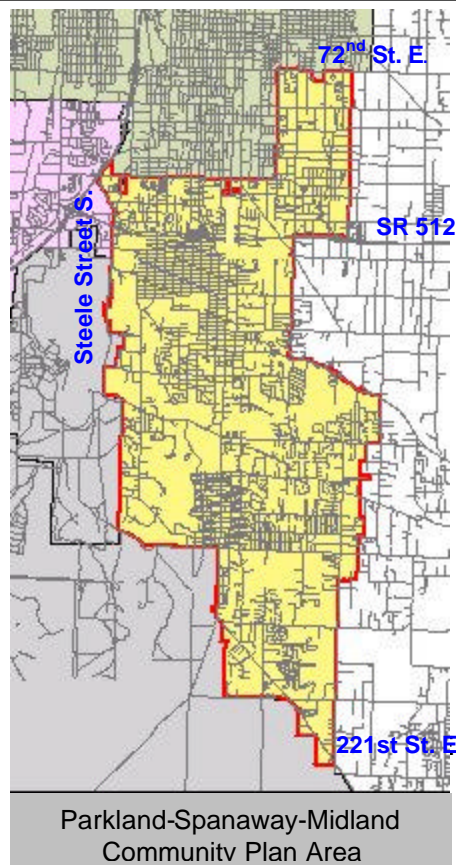 72nd St. E.
SR 512
Steele Street S.
221st St. E
Parkland-Spanaway-Midland
Community Plan Area